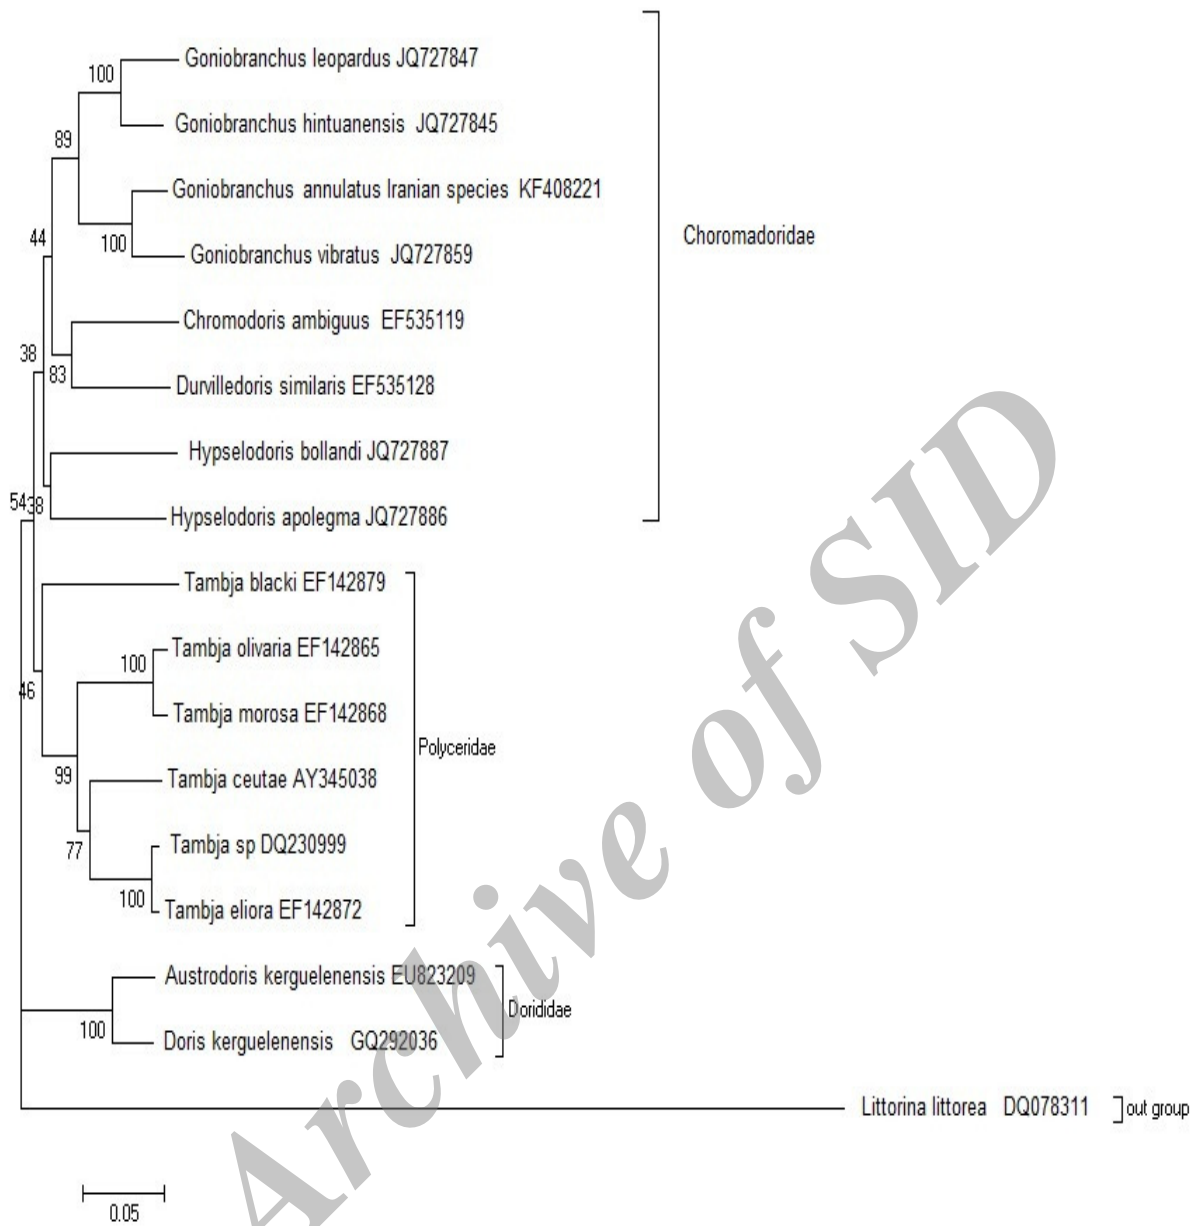 Goniobranchus leopardus JQ727847
100
Goniobranchus hintuanensis JQ727845
89
Goniobranchus annulatus Iranian species KF408221
100
Goniobranchus vibratus JQ727859
Choromadoridae
44
Chromodoris ambiguus EF535119
38
83
Durvilledoris similaris EF535128
Hypselodoris bollandi JQ727887
54
38
Hypselodoris apolegma JQ727886
Tambja blacki EF142879
Tambja olivaria EF142865
100
46
Tambja morosa EF142868
Polyceridae
99
Tambja ceutae AY345038
77
Tambja sp DQ230999
100
Tambja eliora EF142872
Austrodoris kerguelenensis EU823209
Dorididae
100
Doris kerguelenensis GQ292036
Littorina littorea DQ078311
out group
0.05
Archive of SID